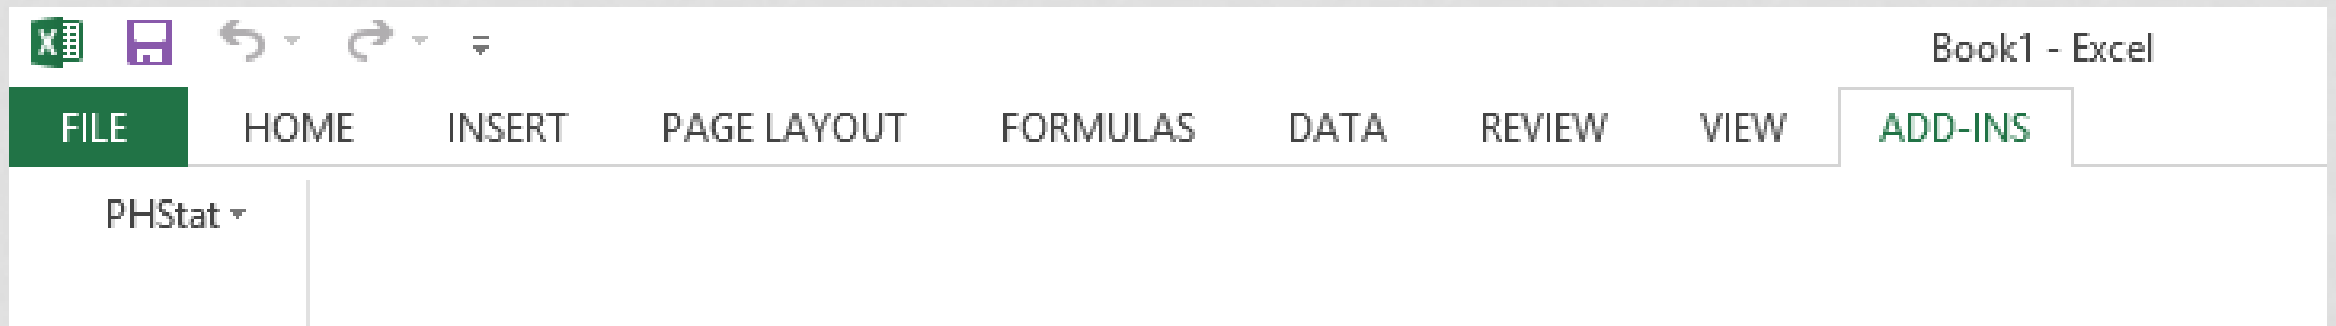 Book1 - Excel
FILE HOME INSERT PAGE LAYOUT FORMULAS DATA REVIEW VIEW ADD-INS
PHStat